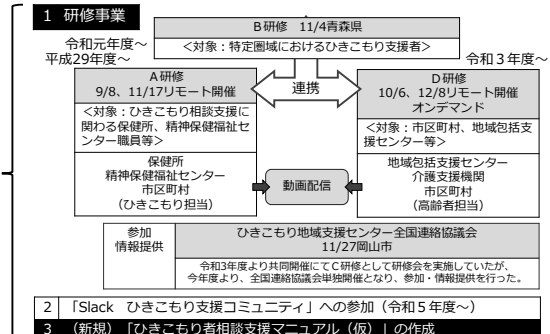 1 研修事業
B研修 11/4青森県
<対象：特定圏域におけるひきこもり支援者>
令和元年度～
平成29年度～
令和３年度～
A研修
9/8、11/17リモート開催
<対象：ひきこもり相談支援に
関わる保健所、精神保健福祉セ
ンター職員等>
保健所
精神保健福祉センター
市区町村
（ひきこもり担当）
連携
動画配信
D研修
10/6、12/8リモート開催
オンデマンド
<対象：市区町村、地域包括支
援センター等>
地域包括支援センター
介護支援機関
市区町村
（高齢者担当）
参加
情報提供
ひきこもり地域支援センター全国連絡協議会
11/27岡山市
令和3年度より共同開催にてC研修として研修会を実施していたが、
今年度より、全国連絡協議会単独開催となり、参加・情報提供を行った。
2 「Slack ひきこもり支援コミュニティ」への参加（令和５年度～）
3 （新規）「ひきこもり者相談支援マニュアル（仮）」の作成